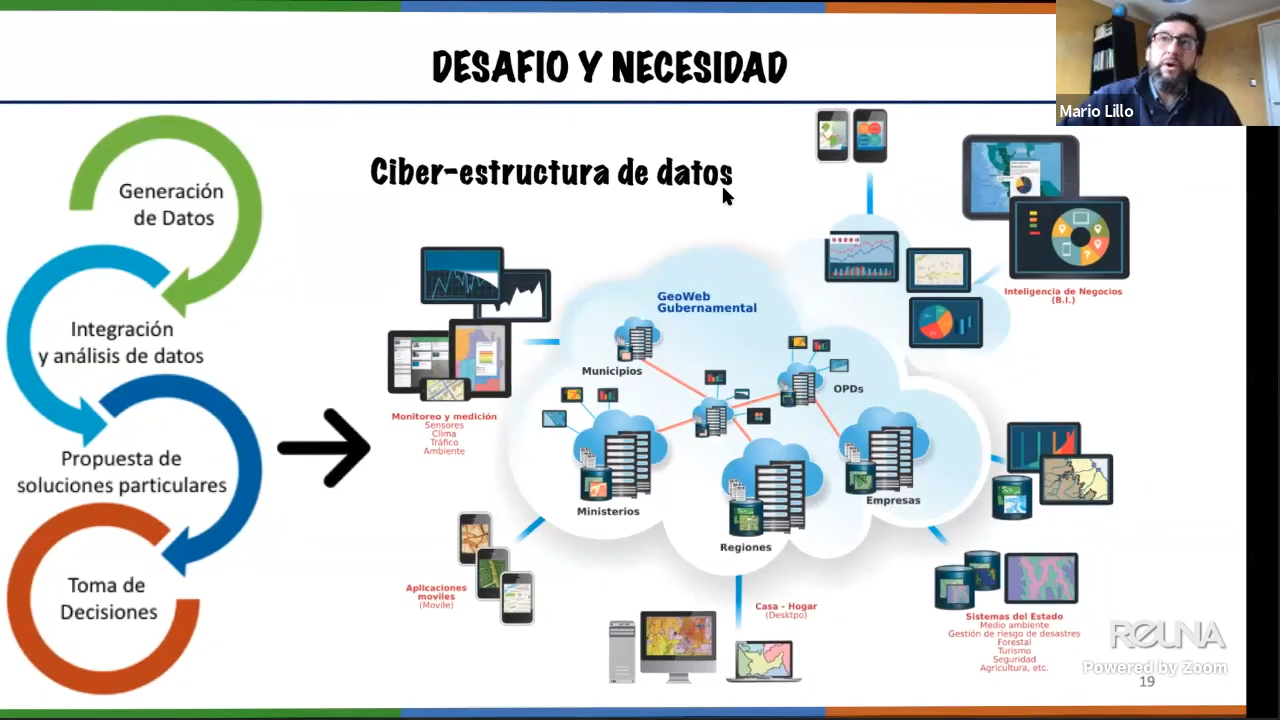 DESAFIO Y NECESIDAD
Mario Lillo
Ciber-estructura de datos
Generación
de Datos
Integración
y análisis de datos
Propuesta de
soluciones particulares
Toma de
Decisiones
GeoWeb
Gubernamental
Municipios
OPDs
Ministerios
Regiones
Empresas
Inteligencia de Negocios
(B.I.)
Monitoreo y medición
Sensores
Clima
Tráfico
Ambiente
Aplicaciones
moviles
(Movile)
Casa - Hogar
(Desktpo)
Sistemas del Estado
Medio ambiente
Gestión de riesgo de desastres
Forestal
Turismo
Seguridad
Agricultura, etc.
REUNA
Powered by Zoom
19